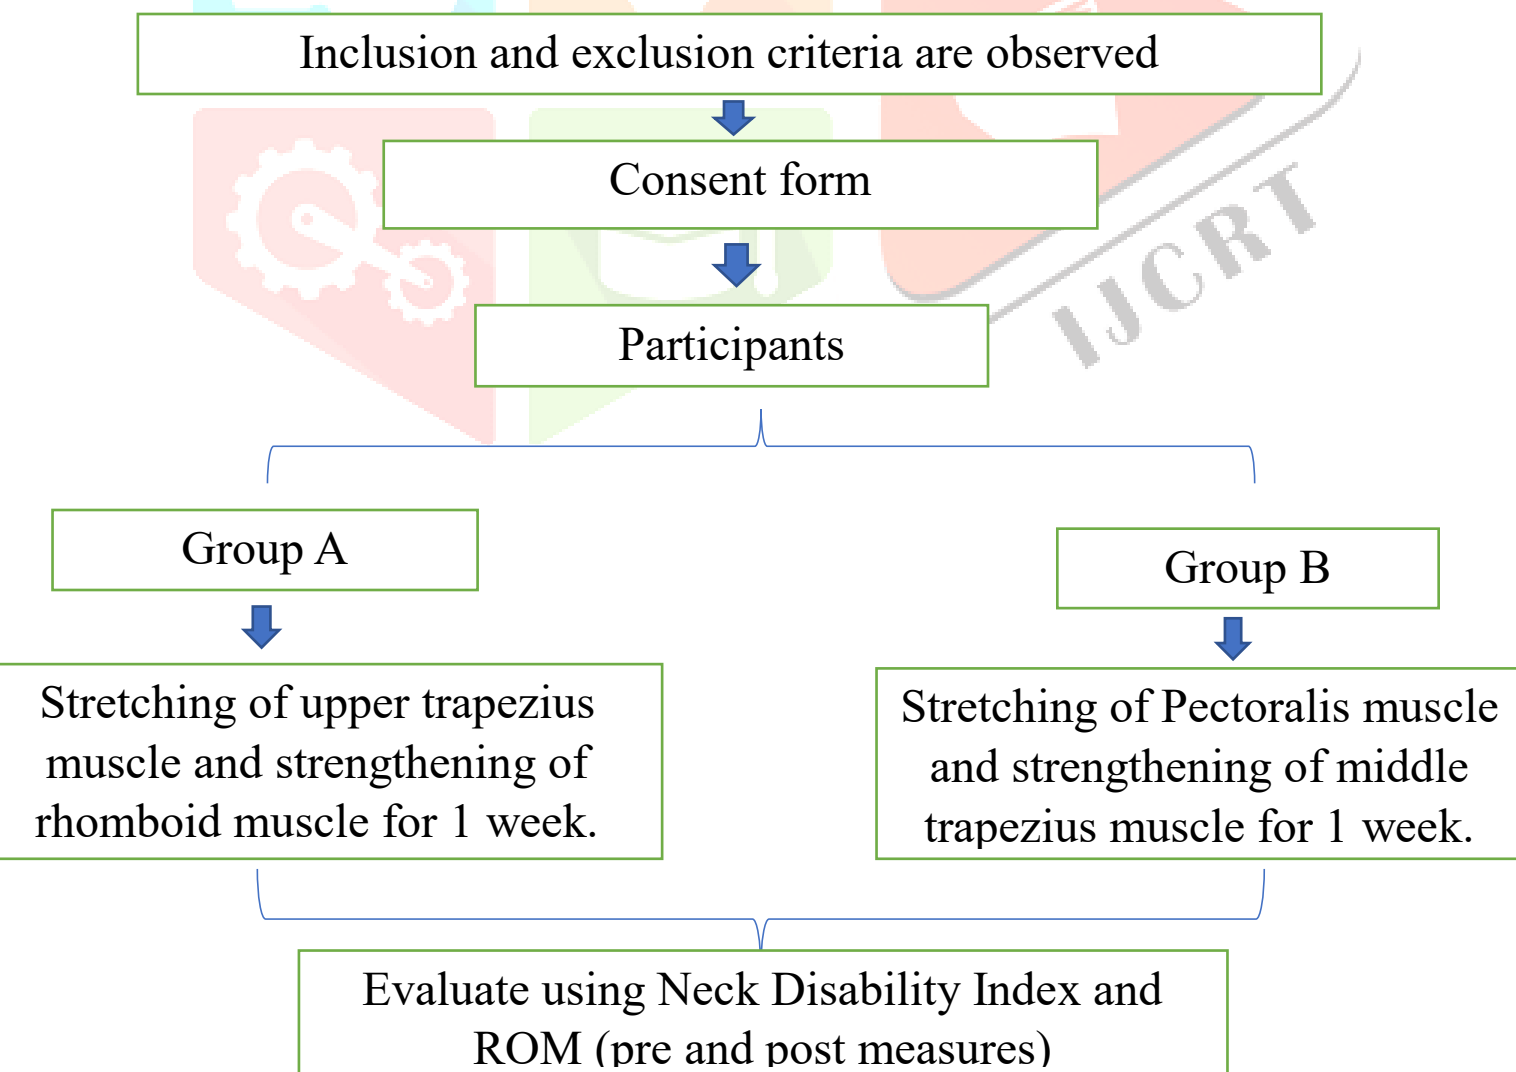 Inclusion and exclusion criteria are observed
Consent form
IJCRT
Participants
Group A
Group B
Stretching of upper trapezius
muscle and strengthening of
rhomboid muscle for 1 week.
Stretching of Pectoralis muscle
and strengthening of middle
trapezius muscle for 1 week.
Evaluate using Neck Disability Index and
ROM (pre and post measures)